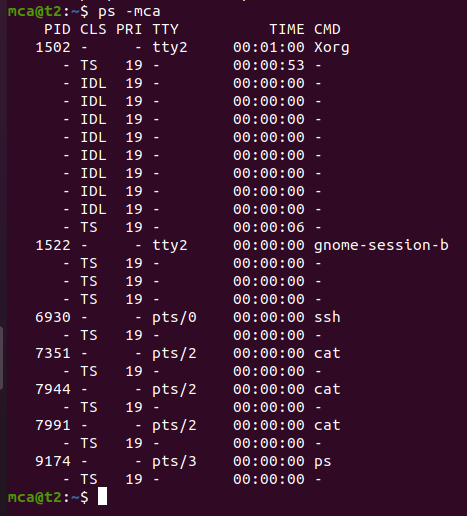 mca@t2:~$ ps -mca
    PID CLS PRI TTY          TIME CMD
   1502 -     - tty2     00:01:00 Xorg
      - TS   19 -        00:00:53 -
      - IDL  19 -        00:00:00 -
      - IDL  19 -        00:00:00 -
      - IDL  19 -        00:00:00 -
      - IDL  19 -        00:00:00 -
      - IDL  19 -        00:00:00 -
      - IDL  19 -        00:00:00 -
      - IDL  19 -        00:00:00 -
      - IDL  19 -        00:00:00 -
      - TS   19 -        00:00:06 -
   1522 -     - tty2     00:00:00 gnome-session-b
      - TS   19 -        00:00:00 -
      - TS   19 -        00:00:00 -
      - TS   19 -        00:00:00 -
   6930 -     - pts/0    00:00:00 ssh
      - TS   19 -        00:00:00 -
   7351 -     - pts/2    00:00:00 cat
      - TS   19 -        00:00:00 -
   7944 -     - pts/2    00:00:00 cat
      - TS   19 -        00:00:00 -
   7991 -     - pts/2    00:00:00 cat
      - TS   19 -        00:00:00 -
   9174 -     - pts/3    00:00:00 ps
      - TS   19 -        00:00:00 -
mca@t2:~$